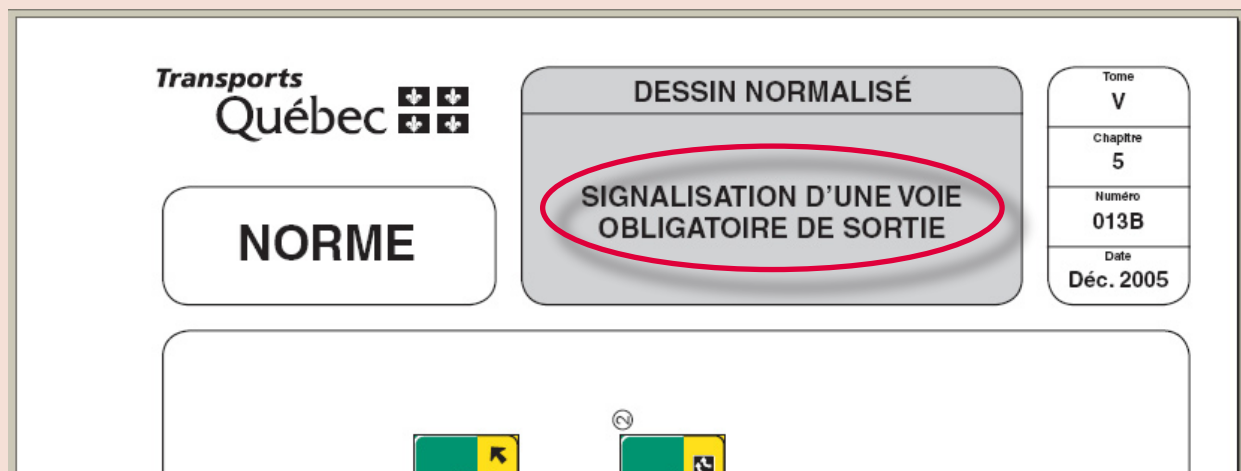 Transports
Québec
NORME
DESSIN NORMALISÉ
SIGNALISATION D'UNE VOIE
OBLIGATOIRE DE SORTIE
Tome
V
Chapitre
5
Numéro
013B
Date
Déc. 2005
2